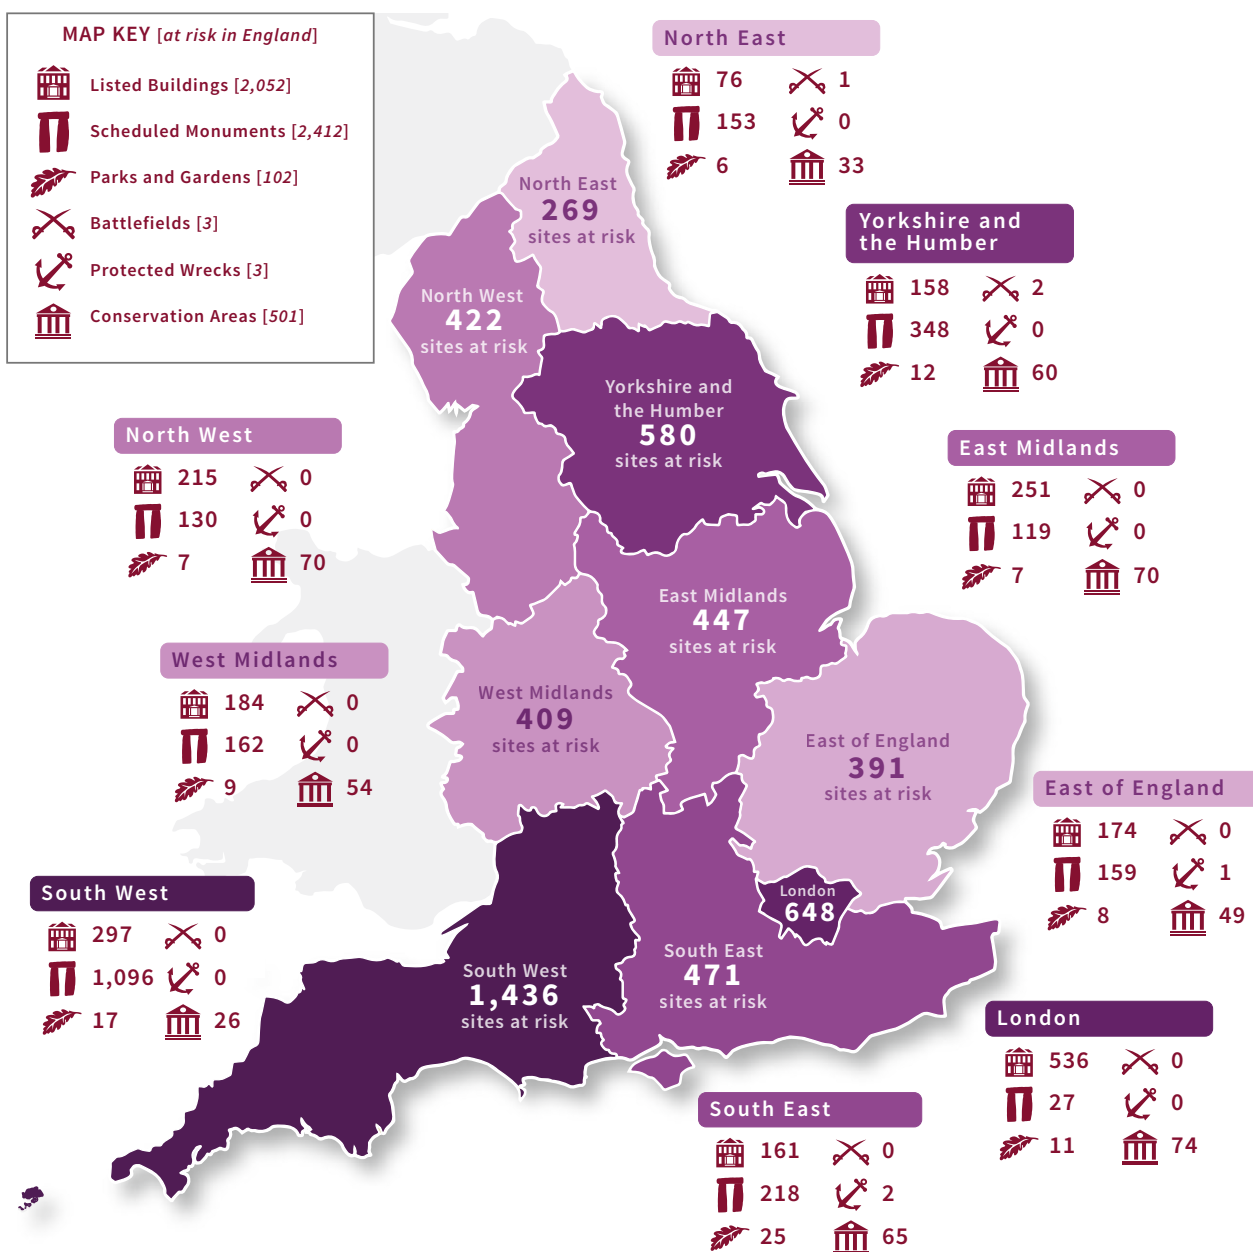 MAP KEY [at risk in England]
Listed Buildings [2,052]
Scheduled Monuments [2,412]
Parks and Gardens [102]
Battlefields [3]
Protected Wrecks [3]
Conservation Areas [501]
North East
76 1
153 0
6 33
North East
269
sites at risk
Yorkshire and
the Humber
158 2
348 0
12 60
North West
422
sites at risk
Yorkshire and
the Humber
580
sites at risk
North West
215 0
130 0
7 70
East Midlands
251 0
119 0
7 70
East Midlands
447
sites at risk
West Midlands
184 0
162 0
9 54
West Midlands
409
sites at risk
East of England
391
sites at risk
East of England
174 0
159 1
8 49
South West
297 0
1,096 0
17 26
London
648
South West
1,436
sites at risk
South East
471
sites at risk
London
536 0
27 0
11 74
South East
161 0
218 2
25 65